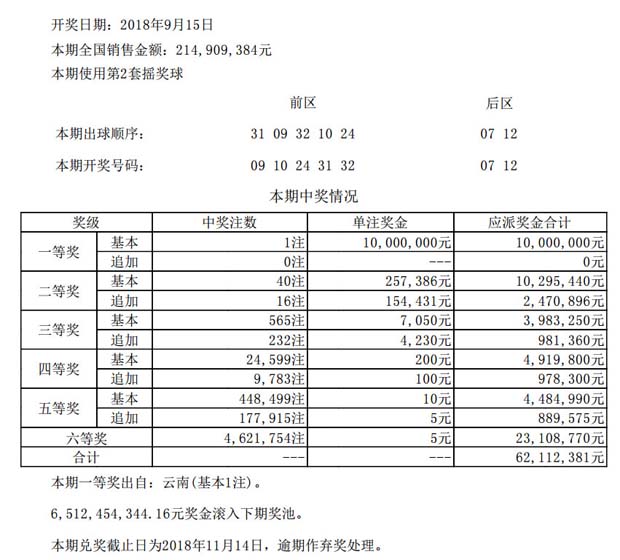 开奖日期：2018年9月15日
本期全国销售金额：214,909,384元
本期使用第2套摇奖球
前区 后区
本期出球顺序： 31 09 32 10 24 07 12
本期开奖号码： 09 10 24 31 32 07 12
本期中奖情况
奖级 中奖注数 单注奖金 应派奖金合计
一等奖 基本 1注 10,000,000元 10,000,000元
追加 0注 --- 0元
二等奖 基本 40注 257,386元 10,295,440元
追加 16注 154,431元 2,470,896元
三等奖 基本 565注 7,050元 3,983,250元
追加 232注 4,230元 981,360元
四等奖 基本 24,599注 200元 4,919,800元
追加 9,783注 100元 978,300元
五等奖 基本 448,499注 10元 4,484,990元
追加 177,915注 5元 889,575元
六等奖 4,621,754注 5元 23,108,770元
合计 --- --- 62,112,381元
本期一等奖出自：云南(基本1注)。
6,512,454,344.16元奖金滚入下期奖池。
本期兑奖截止日为2018年11月14日，逾期作弃奖处理。